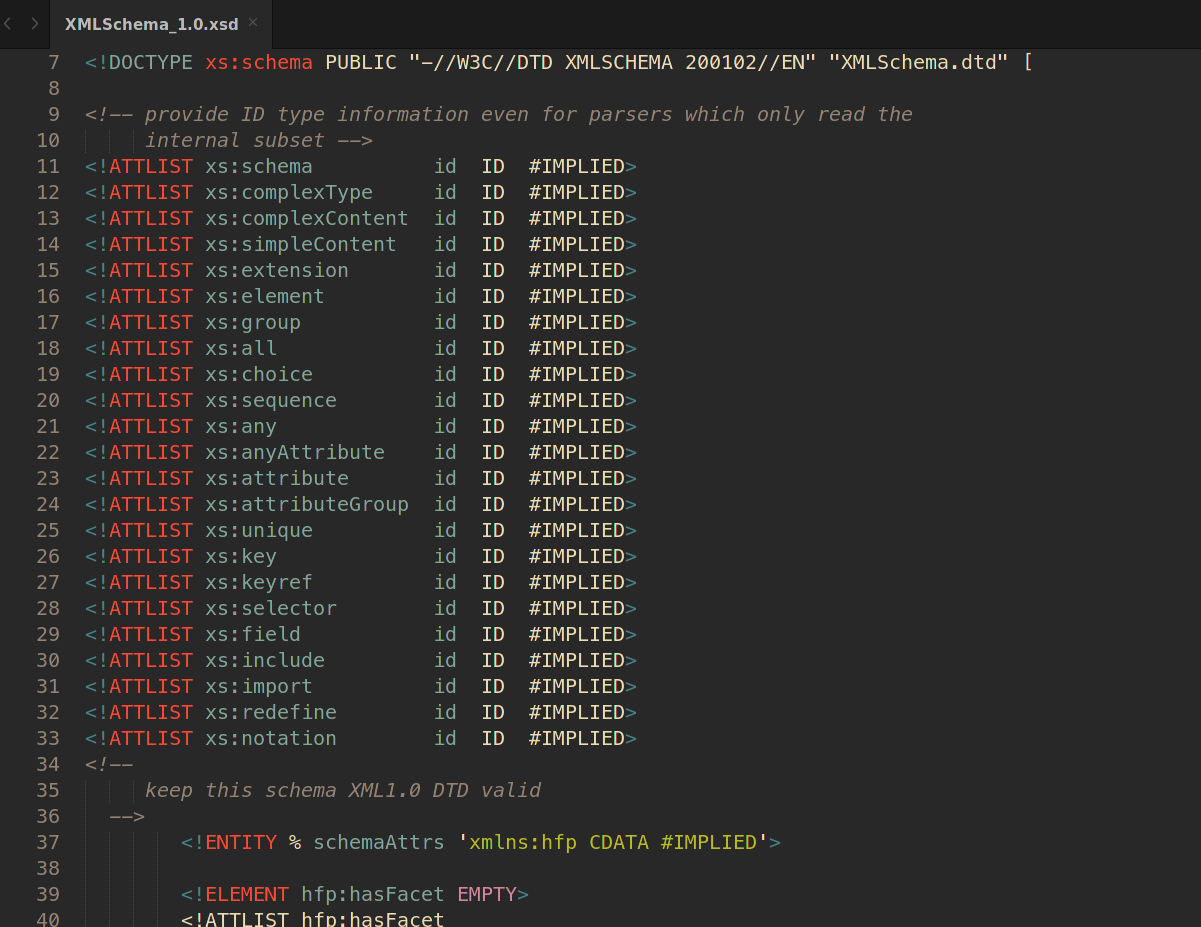 XMLSchema_1.0.xsd ×
7 <!DOCTYPE xs:schema PUBLIC "-//W3C//DTD XMLSCHEMA 200102//EN" "XMLSchema.dtd" [
8
9 <!-- provide ID type information even for parsers which only read the
10 internal subset -->
11 <!ATTLIST xs:schema id ID #IMPLIED>
12 <!ATTLIST xs:complexType id ID #IMPLIED>
13 <!ATTLIST xs:complexContent id ID #IMPLIED>
14 <!ATTLIST xs:simpleContent id ID #IMPLIED>
15 <!ATTLIST xs:extension id ID #IMPLIED>
16 <!ATTLIST xs:element id ID #IMPLIED>
17 <!ATTLIST xs:group id ID #IMPLIED>
18 <!ATTLIST xs:all id ID #IMPLIED>
19 <!ATTLIST xs:choice id ID #IMPLIED>
20 <!ATTLIST xs:sequence id ID #IMPLIED>
21 <!ATTLIST xs:any id ID #IMPLIED>
22 <!ATTLIST xs:anyAttribute id ID #IMPLIED>
23 <!ATTLIST xs:attribute id ID #IMPLIED>
24 <!ATTLIST xs:attributeGroup id ID #IMPLIED>
25 <!ATTLIST xs:unique id ID #IMPLIED>
26 <!ATTLIST xs:key id ID #IMPLIED>
27 <!ATTLIST xs:keyref id ID #IMPLIED>
28 <!ATTLIST xs:selector id ID #IMPLIED>
29 <!ATTLIST xs:field id ID #IMPLIED>
30 <!ATTLIST xs:include id ID #IMPLIED>
31 <!ATTLIST xs:import id ID #IMPLIED>
32 <!ATTLIST xs:redefine id ID #IMPLIED>
33 <!ATTLIST xs:notation id ID #IMPLIED>
34 <!--
35 keep this schema XML1.0 DTD valid
36 -->
37 <!ENTITY % schemaAttrs 'xmlns:hfp CDATA #IMPLIED'>
38
39 <!ELEMENT hfp:hasFacet EMPTY>
40 <!ATTLIST hfp:hasFacet